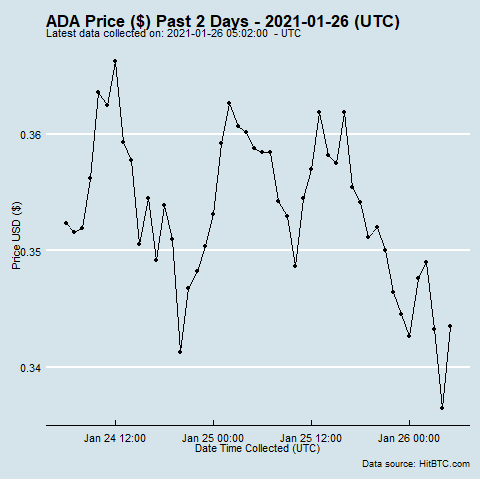 ADA Price ($) Past 2 Days - 2021-01-26 (UTC)
Latest data collected on: 2021-01-26 05:02:00 - UTC
0.36
0.35
0.34
Price USD ($)
Jan 24 12:00
Jan 25 00:00
Jan 25 12:00
Jan 26 00:00
Date Time Collected (UTC)
Data source: HitBTC.com